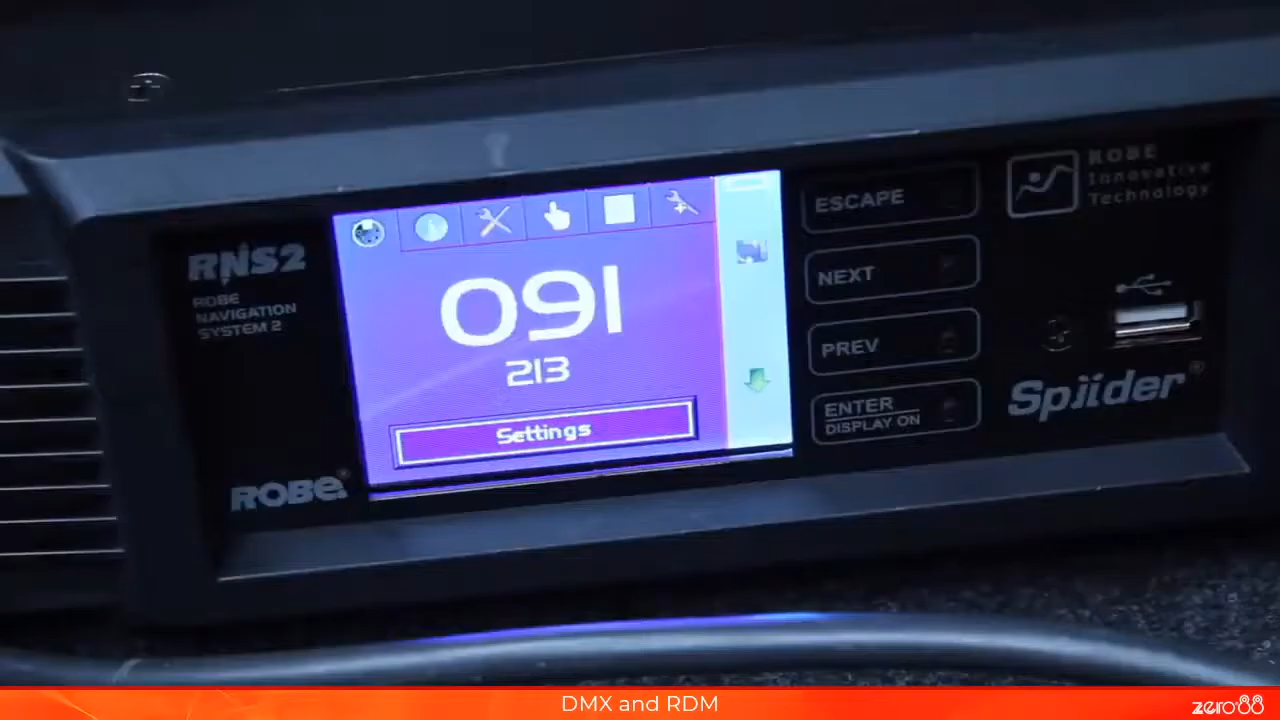 RNS2
ROBE
NAVIGATION
SYSTEM 2
ROBE®
091
213
Settings
ESCAPE
NEXT
PREV
ENTER
DISPLAY ON
ROBE
Innovative
Technology
Spiider®
DMX and RDM
zero88